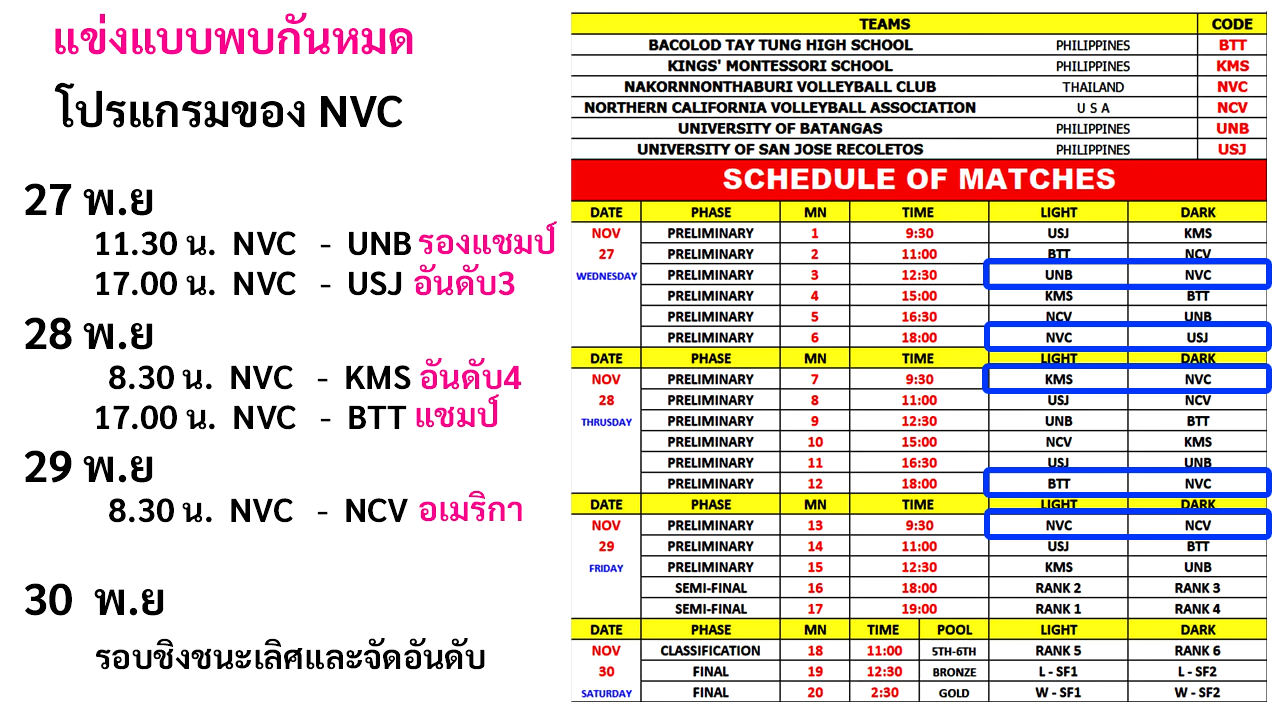 แข่งแบบพบกันหมด
โปรแกรมของ NVC
27 พ.ย
11.30 น. NVC - UNB รองแชมป์
17.00 น. NVC - USJ อันดับ3
28 พ.ย
8.30 น. NVC - KMS อันดับ4
17.00 น. NVC - BTT แชมป์
29 พ.ย
8.30 น. NVC - NCV อเมริกา
30 พ.ย
รอบชิงชนะเลิศและจัดอันดับ
TEAMS CODE
BACOLOD TAY TUNG HIGH SCHOOL PHILIPPINES BTT
KINGS' MONTESSORI SCHOOL PHILIPPINES KMS
NAKORNNONTHABURI VOLLEYBALL CLUB THAILAND NVC
NORTHERN CALIFORNIA VOLLEYBALL ASSOCIATION U S A NCV
UNIVERSITY OF BATANGAS PHILIPPINES UNB
UNIVERSITY OF SAN JOSE RECOLETOS PHILIPPINES USJ
SCHEDULE OF MATCHES
DATE PHASE MN TIME LIGHT DARK
NOV PRELIMINARY 1 9:30 USJ KMS
27 PRELIMINARY 2 11:00 BTT NCV
WEDNESDAY PRELIMINARY 3 12:30 UNB NVC
PRELIMINARY 4 15:00 KMS BTT
PRELIMINARY 5 16:30 NCV UNB
PRELIMINARY 6 18:00 NVC USJ
DATE PHASE MN TIME LIGHT DARK
NOV PRELIMINARY 7 9:30 KMS NVC
28 PRELIMINARY 8 11:00 USJ NCV
THRUSDAY PRELIMINARY 9 12:30 UNB BTT
PRELIMINARY 10 15:00 NCV KMS
PRELIMINARY 11 16:30 USJ UNB
PRELIMINARY 12 18:00 BTT NVC
DATE PHASE MN TIME LIGHT DARK
NOV PRELIMINARY 13 9:30 NVC NCV
29 PRELIMINARY 14 11:00 USJ BTT
FRIDAY PRELIMINARY 15 12:30 KMS UNB
SEMI-FINAL 16 18:00 RANK 2 RANK 3
SEMI-FINAL 17 19:00 RANK 1 RANK 4
DATE PHASE MN TIME POOL LIGHT DARK
NOV CLASSIFICATION 18 11:00 5TH-6TH RANK 5 RANK 6
30 FINAL 19 12:30 BRONZE L - SF1 L - SF2
SATURDAY FINAL 20 2:30 GOLD W - SF1 W - SF2